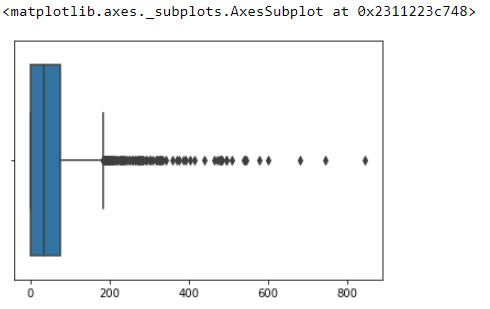 <matplotlib.axes._subplots.AxesSubplot at 0x2311223c748>
0 200 400 600 800